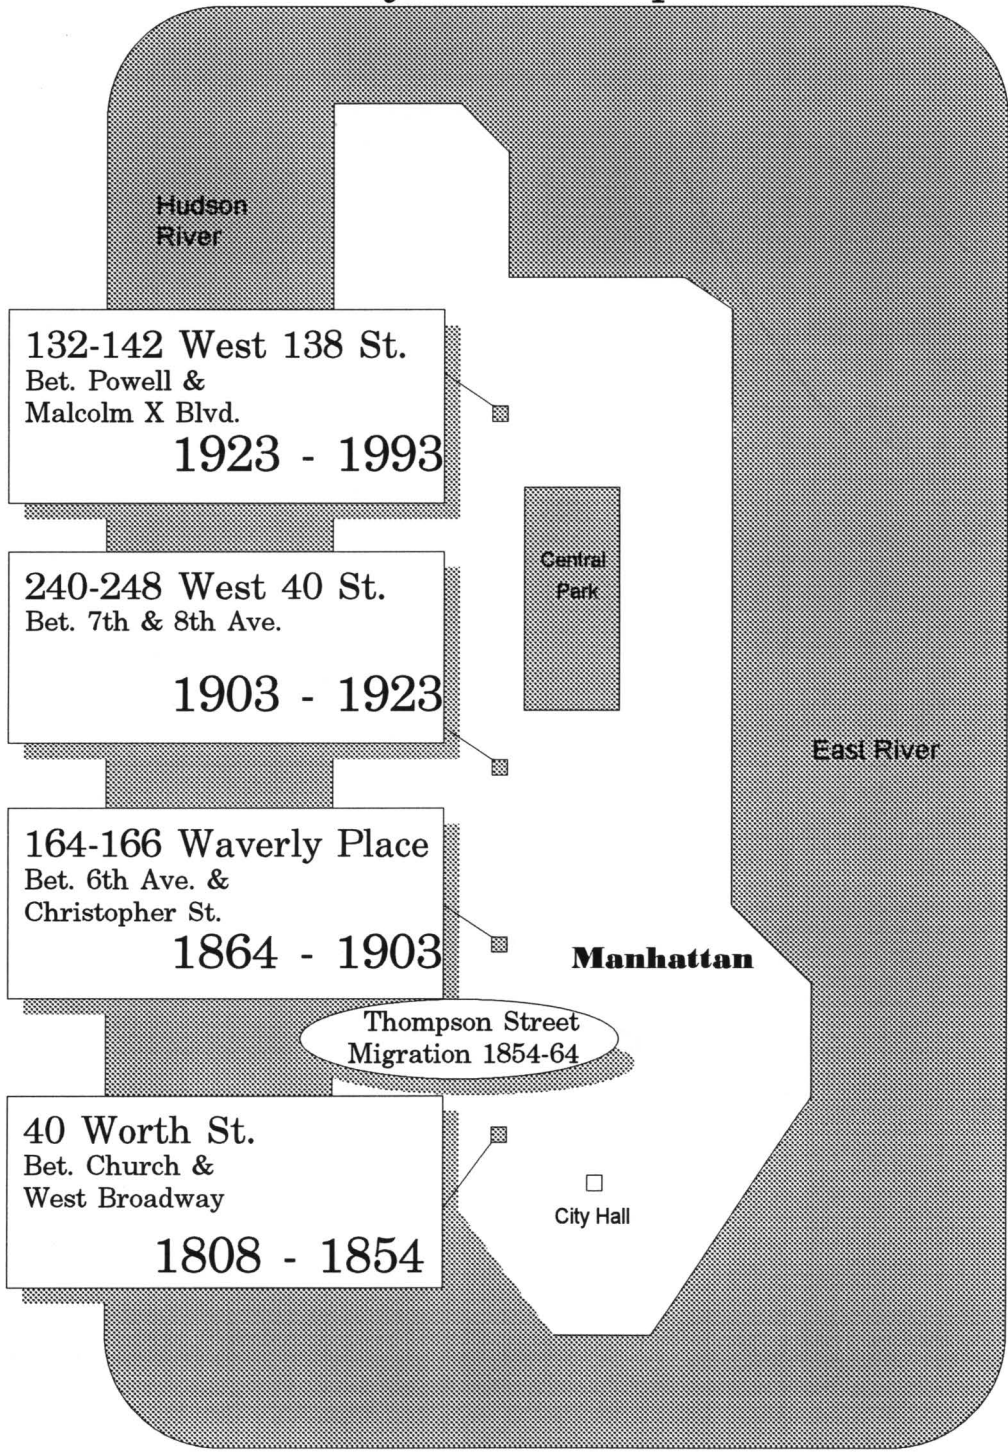 Hudson
River
132-142 West 138 St.
Bet. Powell &
Malcolm X Blvd.
1923 - 1993
Central
Park
240-248 West 40 St.
Bet. 7th & 8th Ave.
1903 - 1923
East River
164-166 Waverly Place
Bet. 6th Ave. &
Christopher St.
1864 - 1903
Manhattan
Thompson Street
Migration 1854-64
40 Worth St.
Bet. Church &
West Broadway
1808 - 1854
City Hall